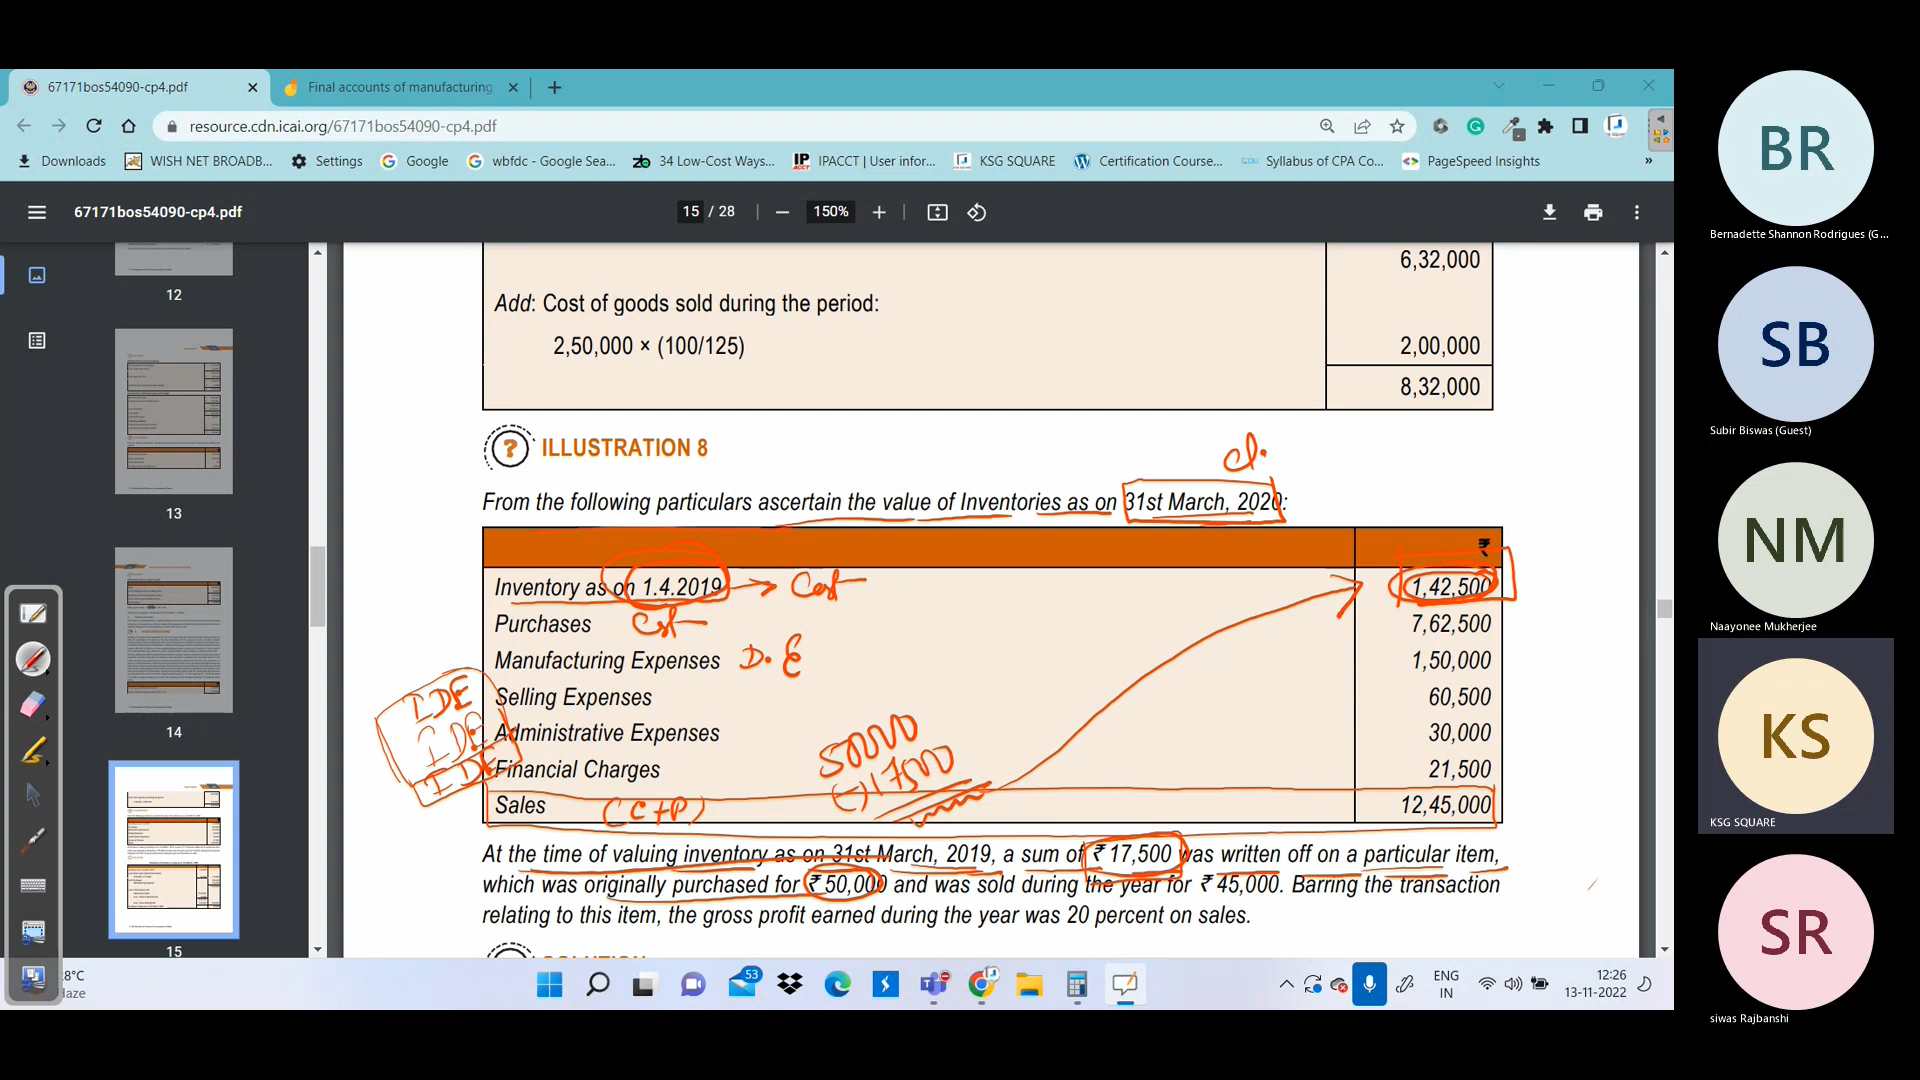 67171bos54090-cp4.pdf
Final accounts of manufacturing
resource.cdn.icai.org/67171bos54090-cp4.pdf
Downloads WISH NET BROADB... Settings Google wbfdc - Google Sea... 34 Low-Cost Ways... IPACCT | User infor... KSG SQUARE Certification Course... Syllabus of CPA Co... PageSpeed Insights »
67171bos54090-cp4.pdf 15 / 28 150%
12
13
14
15
6,32,000
Add: Cost of goods sold during the period:
2,50,000 × (100/125) 2,00,000
8,32,000
? ILLUSTRATION 8
cl.
From the following particulars ascertain the value of Inventories as on 31st March, 2020:
₹
Inventory as on 1.4.2019 → Cost 1,42,500
Purchases Cst 7,62,500
Manufacturing Expenses D. E 1,50,000
IDE Selling Expenses 60,500
IDE Administrative Expenses 30,000
IDE Financial Charges 21,500
50000
(-)17500
Sales (C+P) 12,45,000
At the time of valuing inventory as on 31st March, 2019, a sum of ₹ 17,500 was written off on a particular item,
which was originally purchased for ₹ 50,000 and was sold during the year for ₹ 45,000. Barring the transaction
relating to this item, the gross profit earned during the year was 20 percent on sales.
BR
Bernadette Shannon Rodrigues (G...
SB
Subir Biswas (Guest)
NM
Naayonee Mukherjee
KS
KSG SQUARE
SR
siwas Rajbanshi
53
ENG
IN
12:26
13-11-2022